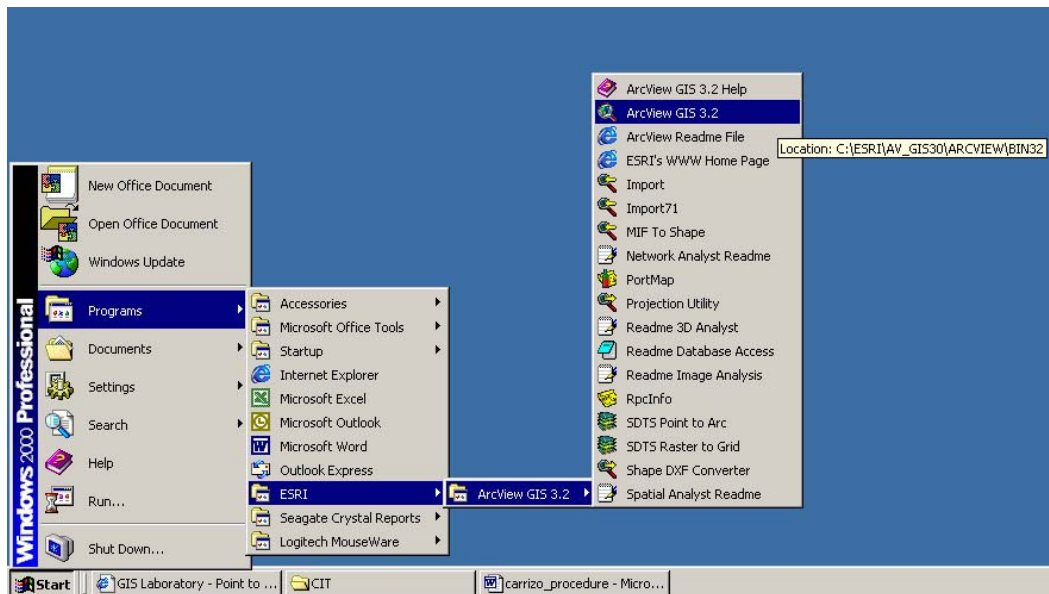 ArcView GIS 3.2 Help
ArcView GIS 3.2
ArcView Readme File
Location: C:\ESRI\AV_GIS30\ARCVIEW\BIN32
ESRI's WWW Home Page
Import
Import71
MIF To Shape
Network Analyst Readme
PortMap
Projection Utility
Readme 3D Analyst
Readme Database Access
Readme Image Analysis
RpcInfo
SDTS Point to Arc
SDTS Raster to Grid
Shape DXF Converter
Spatial Analyst Readme
Windows 2000 Professional
New Office Document
Open Office Document
Windows Update
Programs
Documents
Settings
Search
Help
Run...
Shut Down...
Accessories
Microsoft Office Tools
Startup
Internet Explorer
Microsoft Excel
Microsoft Outlook
Microsoft Word
Outlook Express
ESRI
Seagate Crystal Reports
Logitech MouseWare
ArcView GIS 3.2
Start
GIS Laboratory - Point to ...
CIT
carrizo_procedure - Micro...